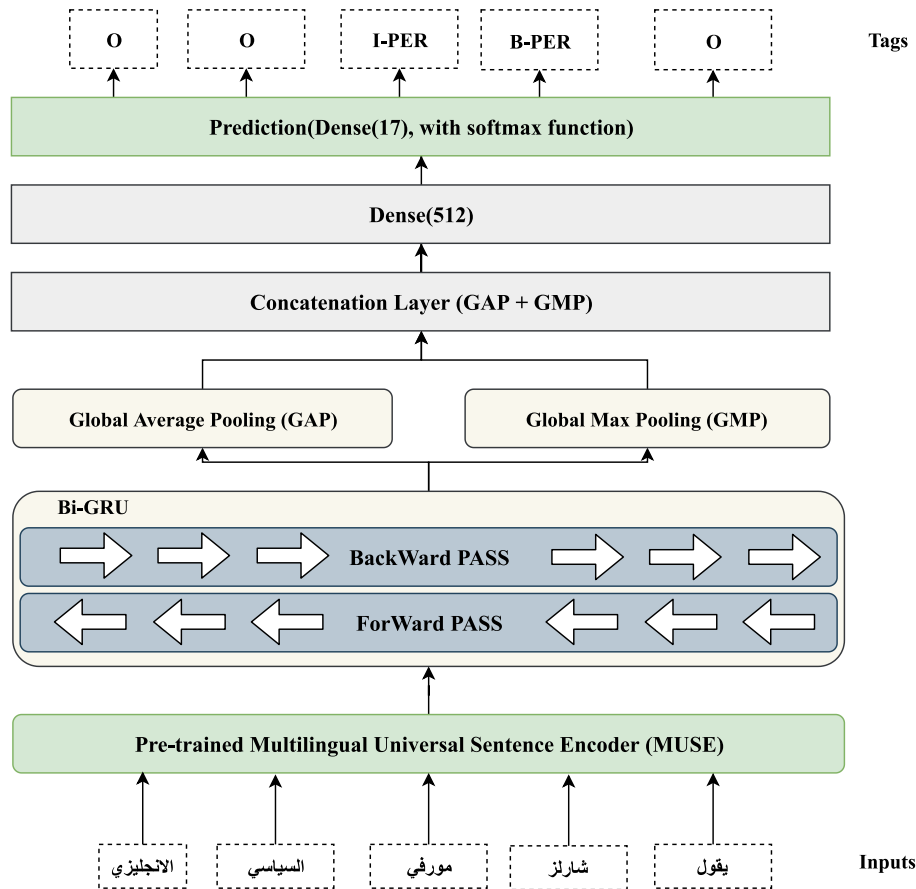 O
O
I-PER
B-PER
O
Tags
Prediction(Dense(17), with softmax function)
Dense(512)
Concatenation Layer (GAP + GMP)
Global Average Pooling (GAP)
Global Max Pooling (GMP)
Bi-GRU
BackWard PASS
ForWard PASS
Pre-trained Multilingual Universal Sentence Encoder (MUSE)
الانجليزي
السياسي
مورفي
شارلز
يقول
Inputs